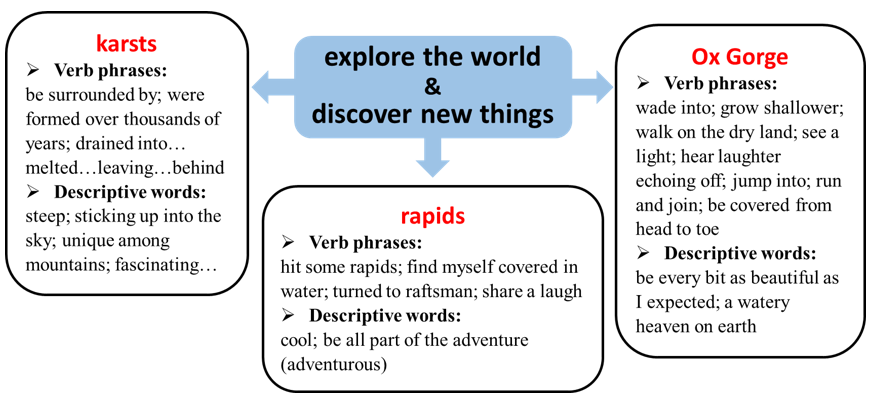 explore the world
&
discover new things
karsts
➢ Verb phrases:
be surrounded by; were
formed over thousands of
years; drained into…
melted…leaving…behind
➢ Descriptive words:
steep; sticking up into the
sky; unique among
mountains; fascinating…
rapids
➢ Verb phrases:
hit some rapids; find myself covered in
water; turned to raftsman; share a laugh
➢ Descriptive words:
cool; be all part of the adventure
(adventurous)
Ox Gorge
➢ Verb phrases:
wade into; grow shallower;
walk on the dry land; see a
light; hear laughter
echoing off; jump into; run
and join; be covered from
head to toe
➢ Descriptive words:
be every bit as beautiful as
I expected; a watery
heaven on earth